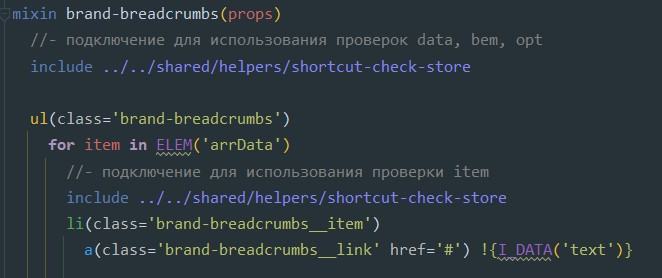 mixin brand-breadcrumbs(props)
//- подключение для использования проверок data, bem, opt
include ../../shared/helpers/shortcut-check-store
ul(class='brand-breadcrumbs')
for item in ELEM('arrData')
//- подключение для использования проверки item
include ../../shared/helpers/shortcut-check-store
li(class='brand-breadcrumbs__item')
a(class='brand-breadcrumbs__link' href='#') !{I_DATA('text')}